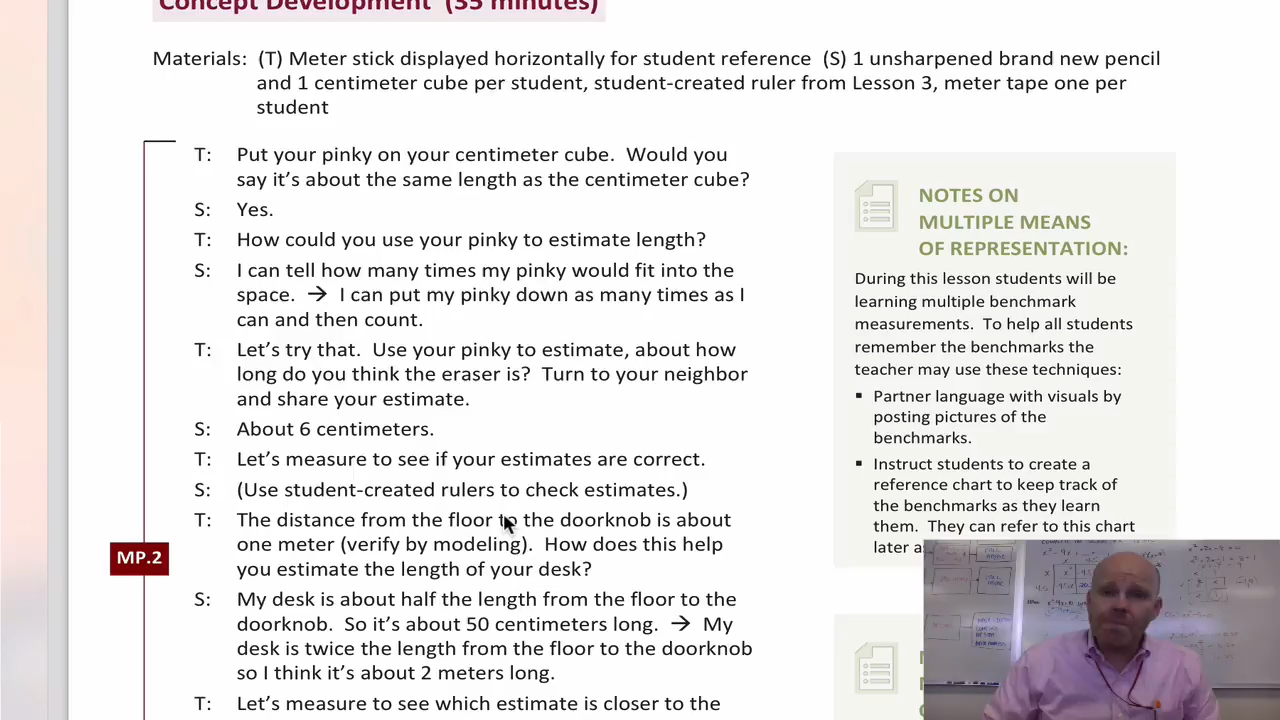 Concept Development (35 minutes)
Materials: (T) Meter stick displayed horizontally for student reference (S) 1 unsharpened brand new pencil
and 1 centimeter cube per student, student-created ruler from Lesson 3, meter tape one per
student
T: Put your pinky on your centimeter cube. Would you
say it’s about the same length as the centimeter cube?
S: Yes.
T: How could you use your pinky to estimate length?
S: I can tell how many times my pinky would fit into the
space. → I can put my pinky down as many times as I
can and then count.
T: Let’s try that. Use your pinky to estimate, about how
long do you think the eraser is? Turn to your neighbor
and share your estimate.
S: About 6 centimeters.
T: Let’s measure to see if your estimates are correct.
S: (Use student-created rulers to check estimates.)
T: The distance from the floor to the doorknob is about
one meter (verify by modeling). How does this help
you estimate the length of your desk?
MP.2
S: My desk is about half the length from the floor to the
doorknob. So it’s about 50 centimeters long. → My
desk is twice the length from the floor to the doorknob
so I think it’s about 2 meters long.
T: Let’s measure to see which estimate is closer to the
NOTES ON
MULTIPLE MEANS
OF REPRESENTATION:
During this lesson students will be
learning multiple benchmark
measurements. To help all students
remember the benchmarks the
teacher may use these techniques:
▪ Partner language with visuals by
posting pictures of the
benchmarks.
▪ Instruct students to create a
reference chart to keep track of
the benchmarks as they learn
them. They can refer to this chart
later